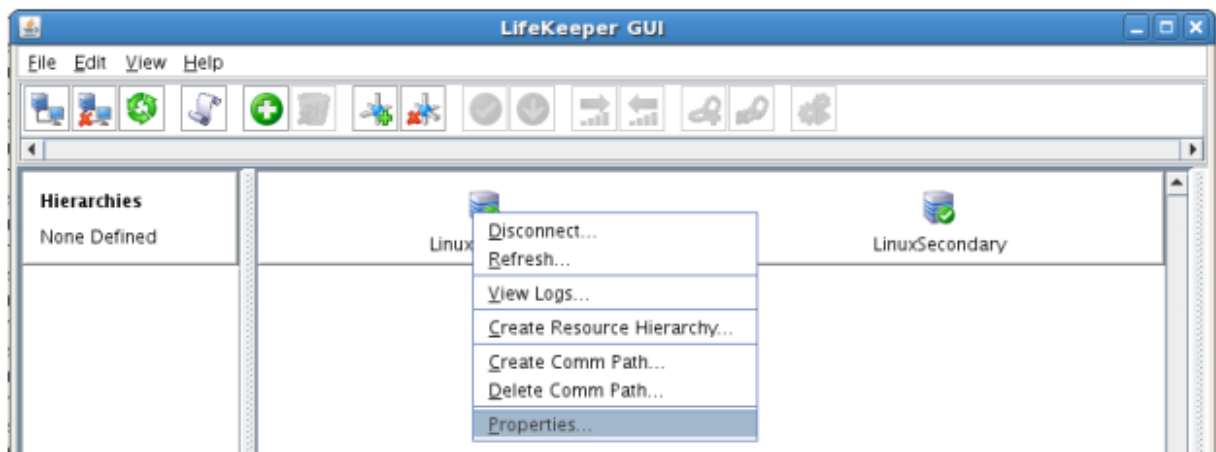 LifeKeeper GUI
File Edit View Help
Hierarchies
None Defined
Linux
LinuxSecondary
Disconnect...
Refresh...
View Logs...
Create Resource Hierarchy...
Create Comm Path...
Delete Comm Path...
Properties...